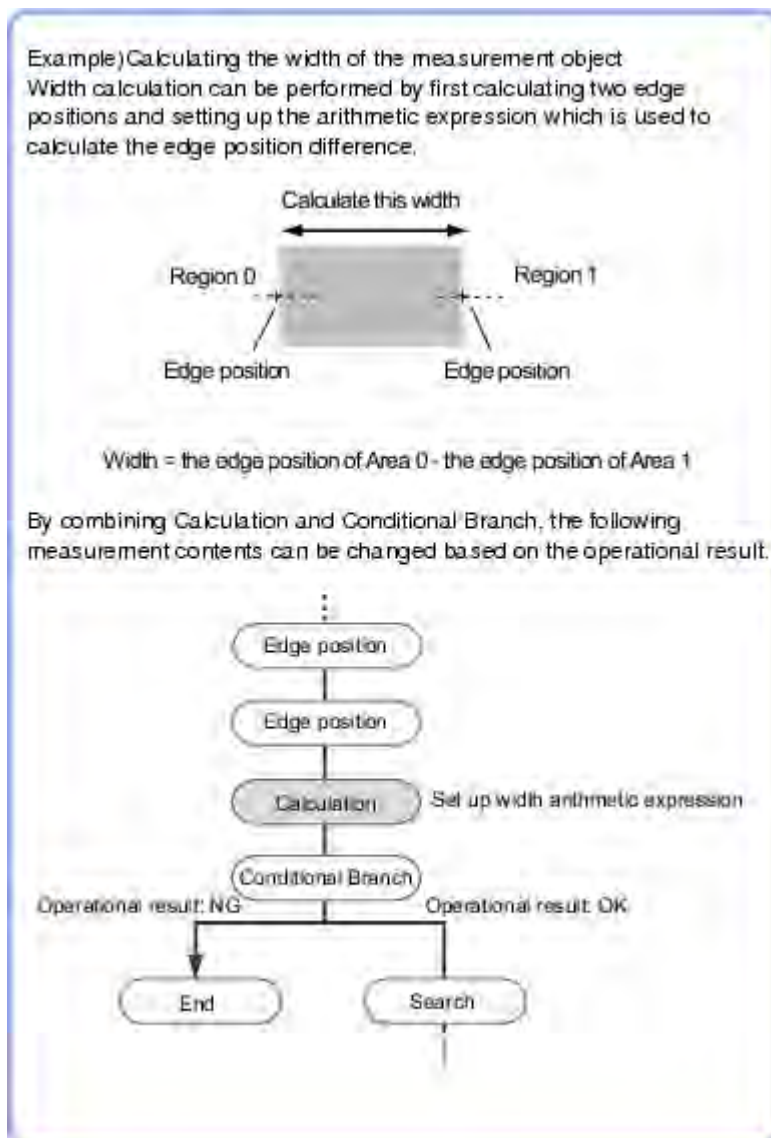 Example)Calculating the width of the measurement object
Width calculation can be performed by first calculating two edge
positions and setting up the arithmetic expression which is used to
calculate the edge position difference.
Calculate this width
Region 0
Region 1
Edge position
Edge position
Width = the edge position of Area 0 - the edge position of Area 1
By combining Calculation and Conditional Branch, the following
measurement contents can be changed based on the operational result.
Edge position
Edge position
Calculation
Set up width arithmetic expression
Conditional Branch
Operational result: NG
Operational result: OK
End
Search